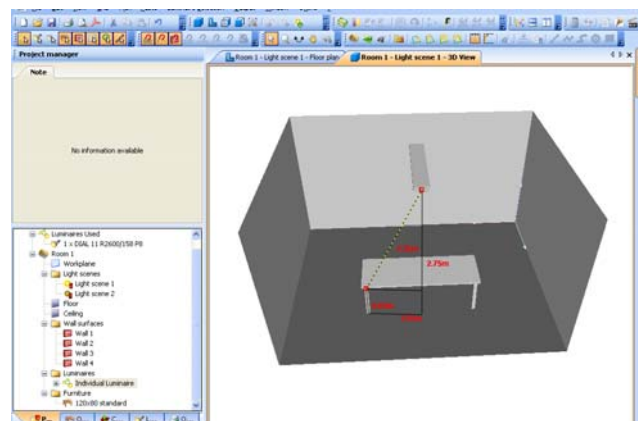 Project manager
Note
No information available
Luminaires Used
1 x DIAL 11 R2600/158 P8
Room 1
Workplane
Light scenes
Light scene 1
Light scene 2
Floor
Ceiling
Wall surfaces
Wall 1
Wall 2
Wall 3
Wall 4
Luminaires
Individual Luminaire
Furniture
120x80 standard
Room 1 - Light scene 1 - Floor plan
Room 1 - Light scene 1 - 3D View
2.75m